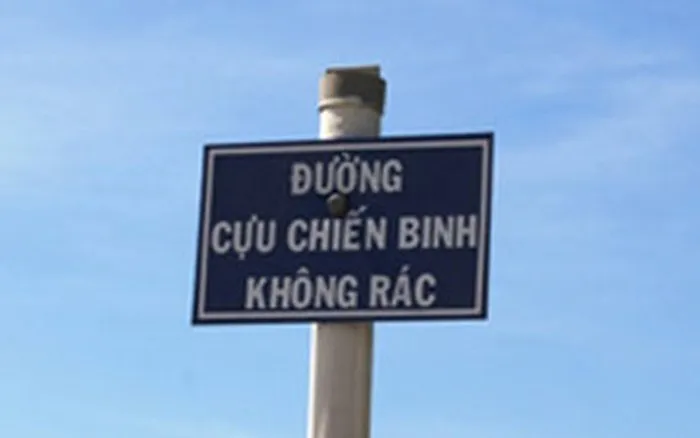 ĐƯỜNG
CỰU CHIẾN BINH
KHÔNG RÁC